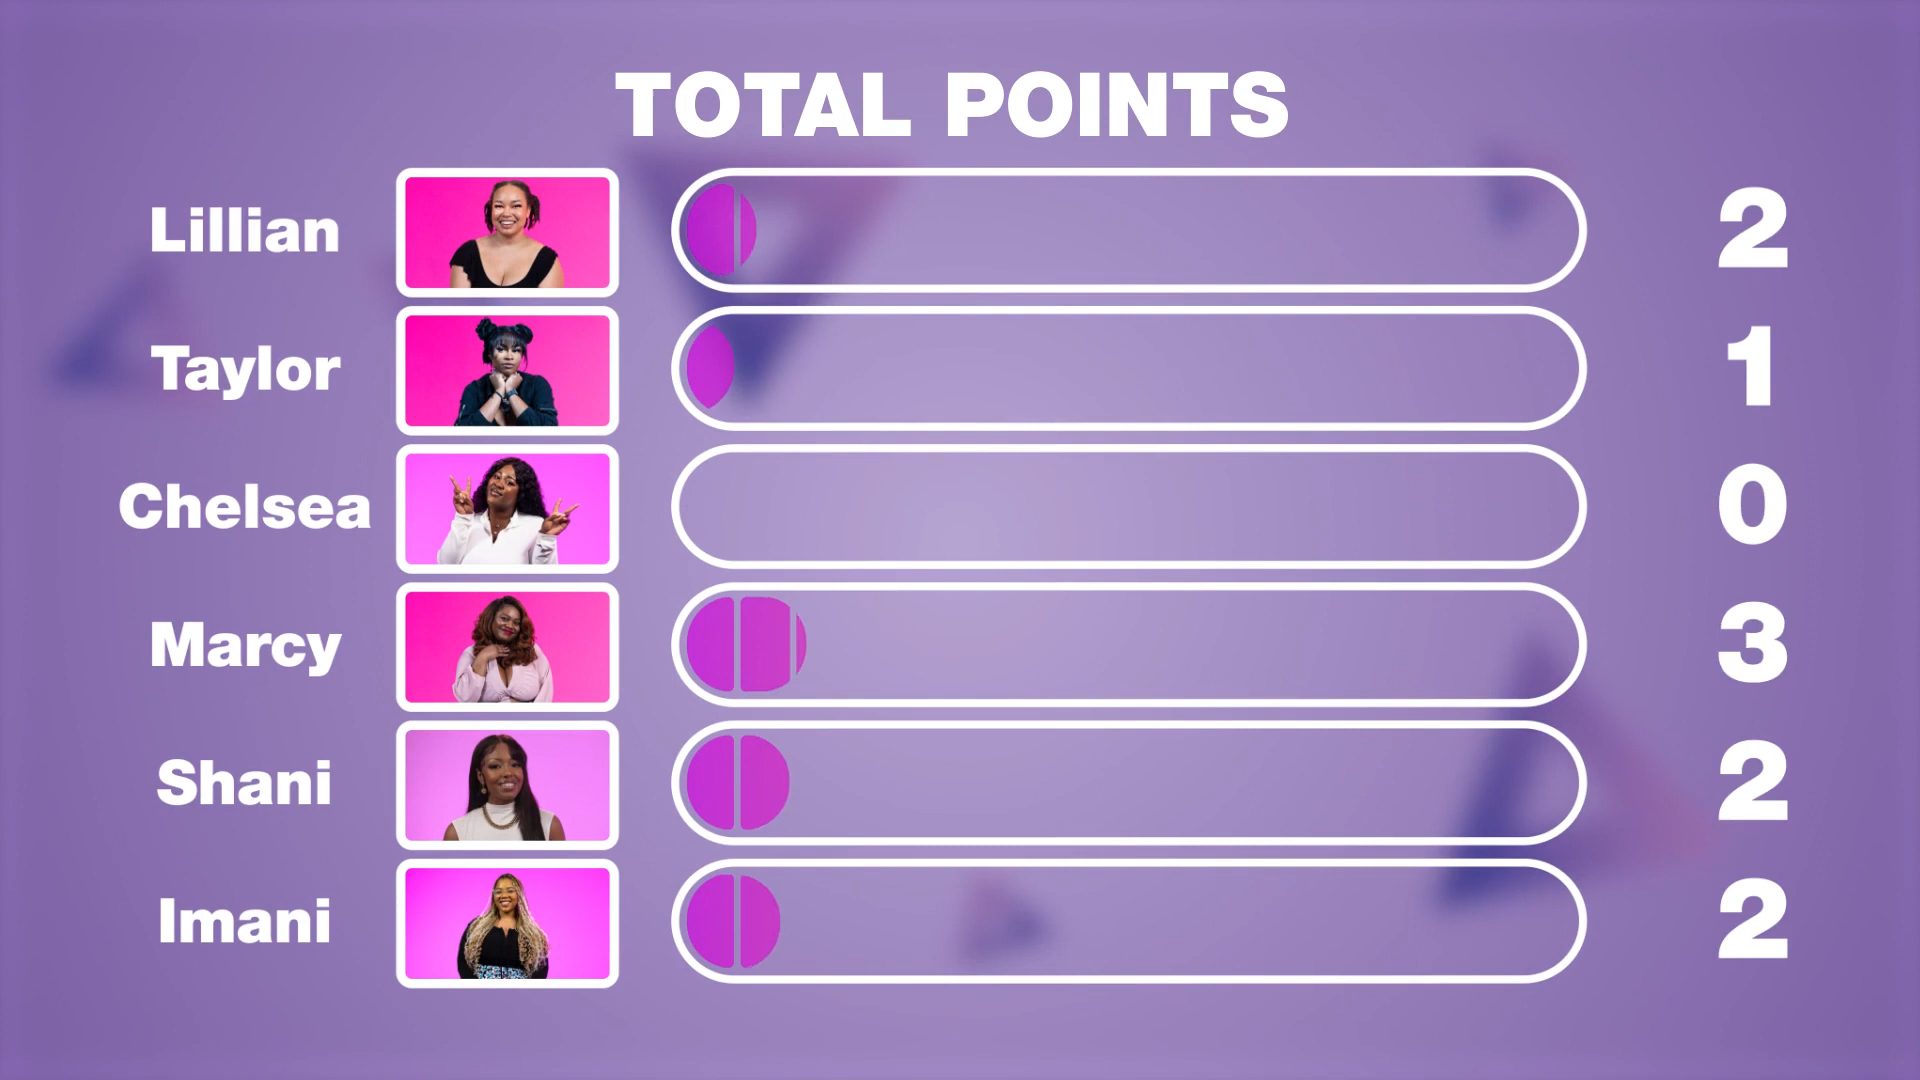 TOTAL POINTS
Lillian 2
Taylor 1
Chelsea 0
Marcy 3
Shani 2
Imani 2